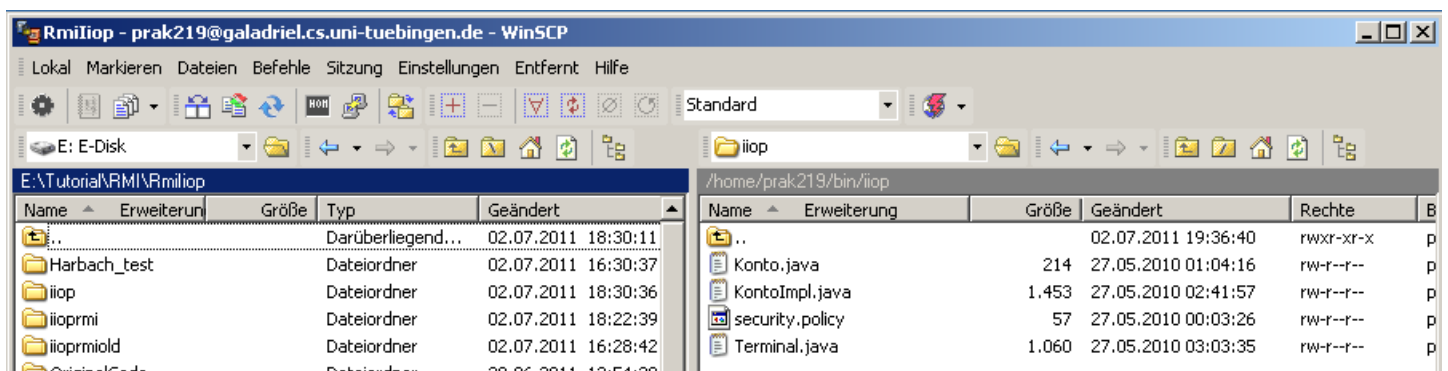 RmiIiop - prak219@galadriel.cs.uni-tuebingen.de - WinSCP
Lokal Markieren Dateien Befehle Sitzung Einstellungen Entfernt Hilfe
Standard
E: E-Disk
iiop
E:\Tutorial\RMI\RmiIiop
/home/prak219/bin/iiop
Name Erweiterun Größe Typ Geändert
Name Erweiterung Größe Geändert Rechte B
.. Darüberliegend... 02.07.2011 18:30:11
.. 02.07.2011 19:36:40 rwxr-xr-x p
Harbach_test Dateiordner 02.07.2011 16:30:37
Konto.java 214 27.05.2010 01:04:16 rw-r--r-- p
iiop Dateiordner 02.07.2011 18:30:36
KontoImpl.java 1.453 27.05.2010 02:41:57 rw-r--r-- p
iioprmi Dateiordner 02.07.2011 18:22:39
security.policy 57 27.05.2010 00:03:26 rw-r--r-- p
iioprmiold Dateiordner 02.07.2011 16:28:42
Terminal.java 1.060 27.05.2010 03:03:35 rw-r--r-- p